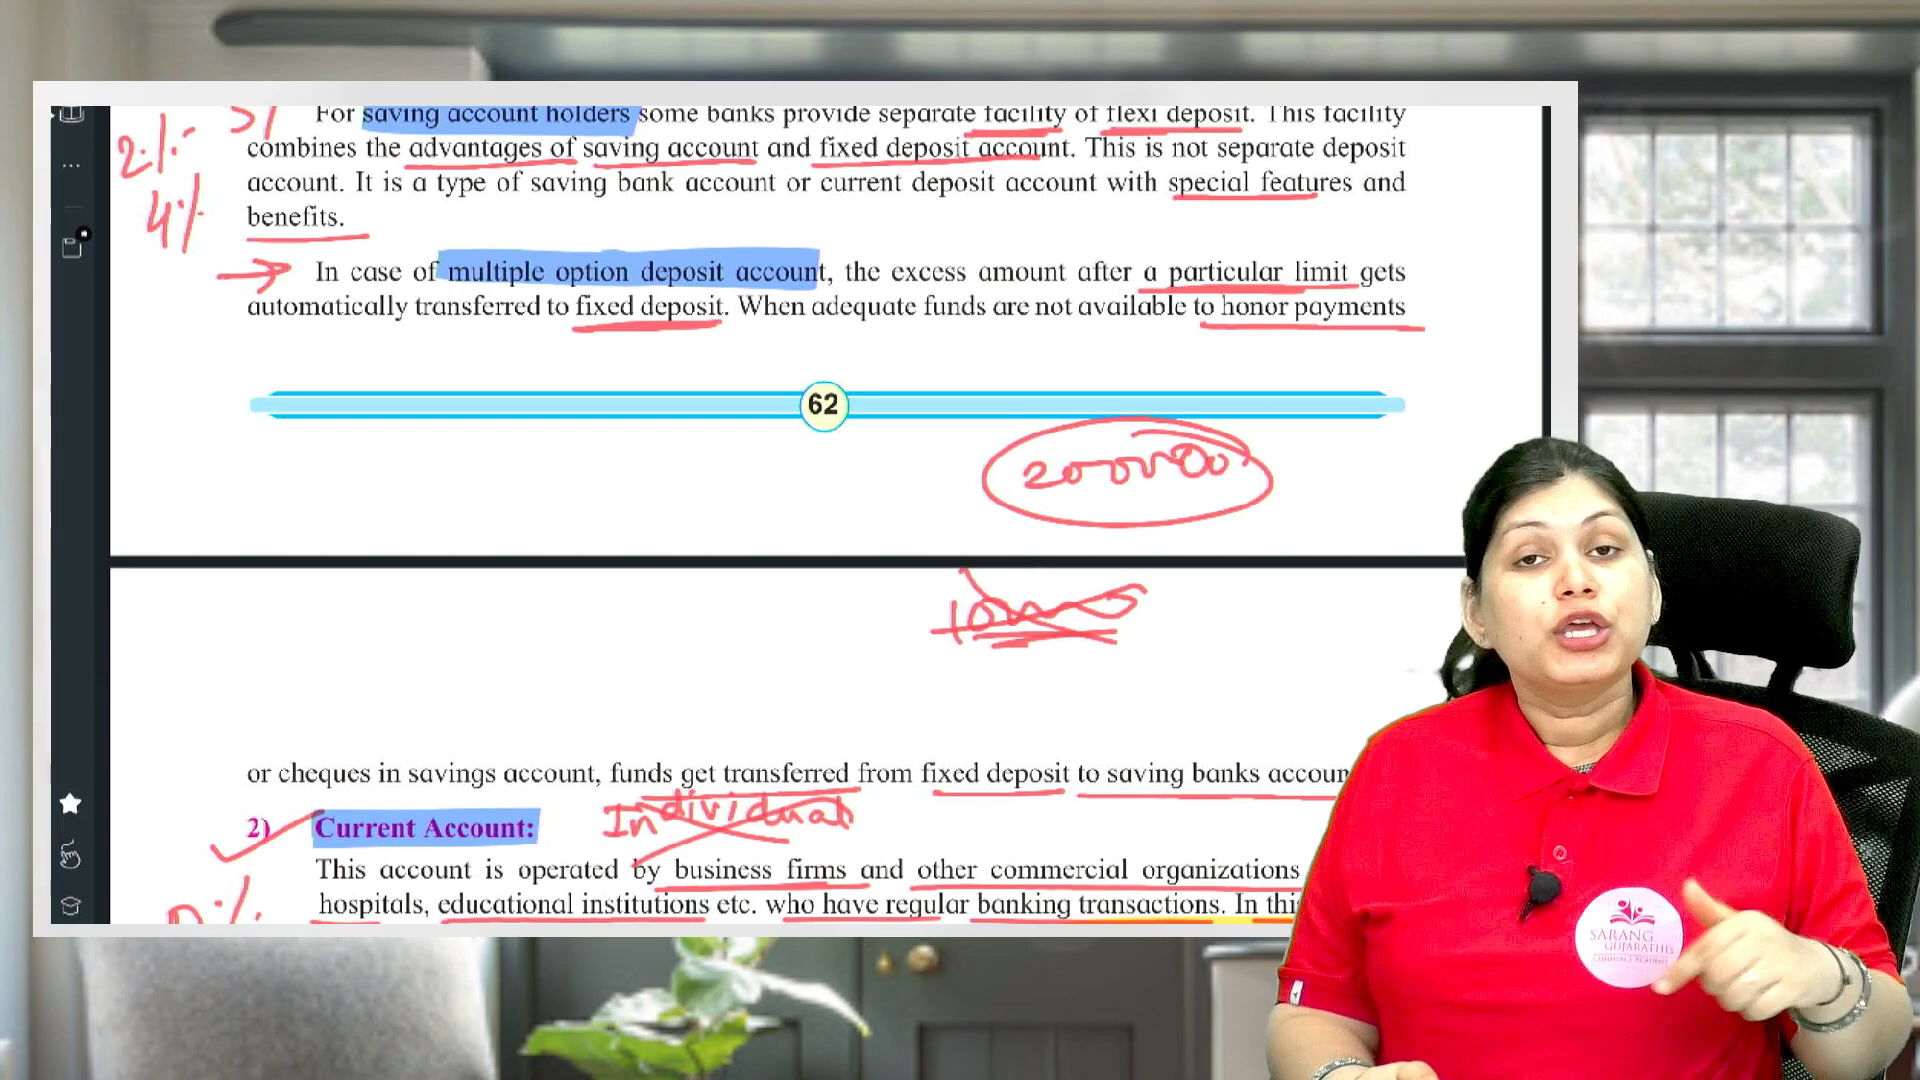 For saving account holders some banks provide separate facility of flexi deposit. This facility
2% combines the advantages of saving account and fixed deposit account. This is not separate deposit
account. It is a type of saving bank account or current deposit account with special features and
4% benefits.
In case of multiple option deposit account, the excess amount after a particular limit gets
automatically transferred to fixed deposit. When adequate funds are not available to honor payments
62
or cheques in savings account, funds get transferred from fixed deposit to saving banks accoun
Individual
2) Current Account:
This account is operated by business firms and other commercial organizations
hospitals, educational institutions etc. who have regular banking transactions. In this
SARANG
GUJARATHI'S
COMMERCE ACADEMY